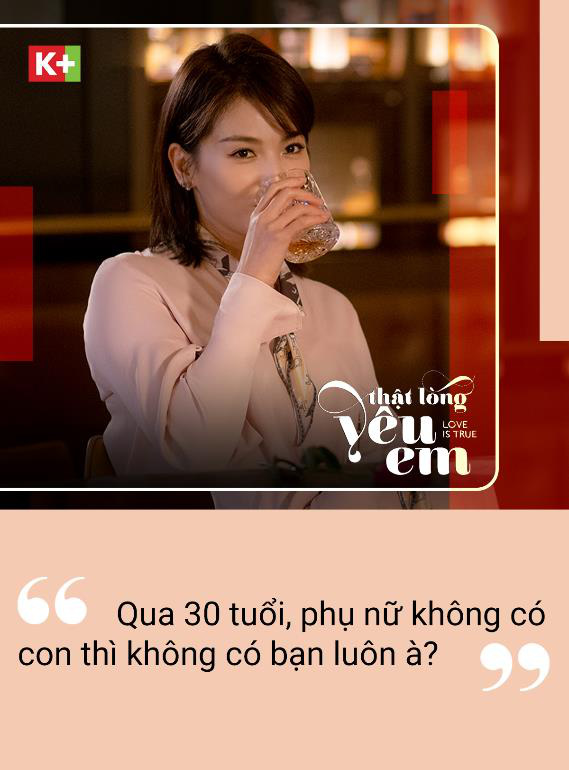 K+
thật lòng
yêu
LOVE
IS TRUE
em
Qua 30 tuổi, phụ nữ không có
con thì không có bạn luôn à?